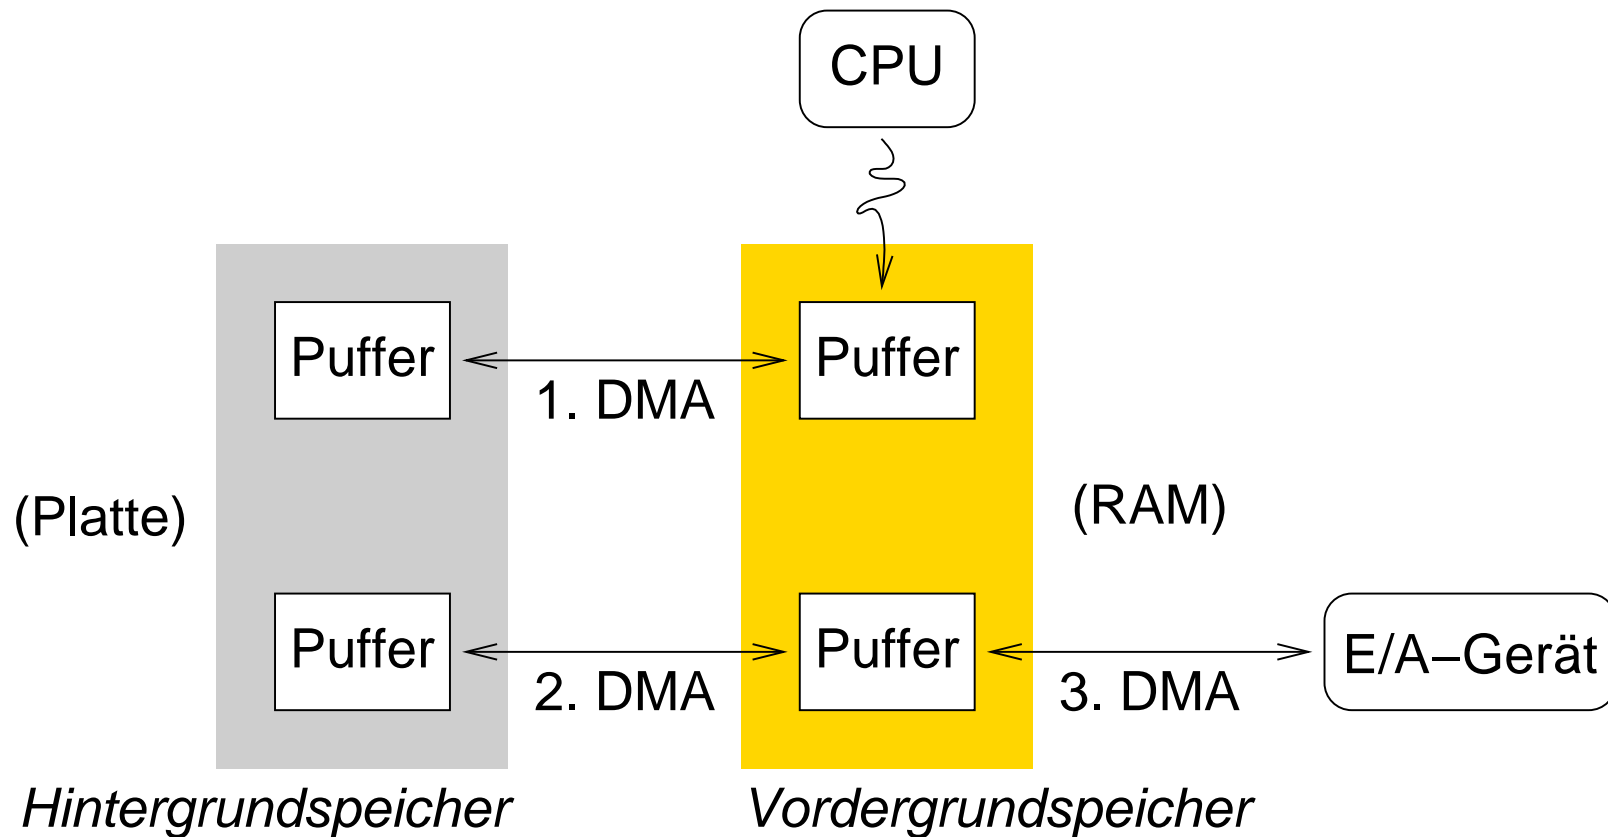 CPU
Puffer
Puffer
1. DMA
(Platte)
(RAM)
Puffer
Puffer
E/A–Gerät
2. DMA
3. DMA
Hintergrundspeicher
Vordergrundspeicher